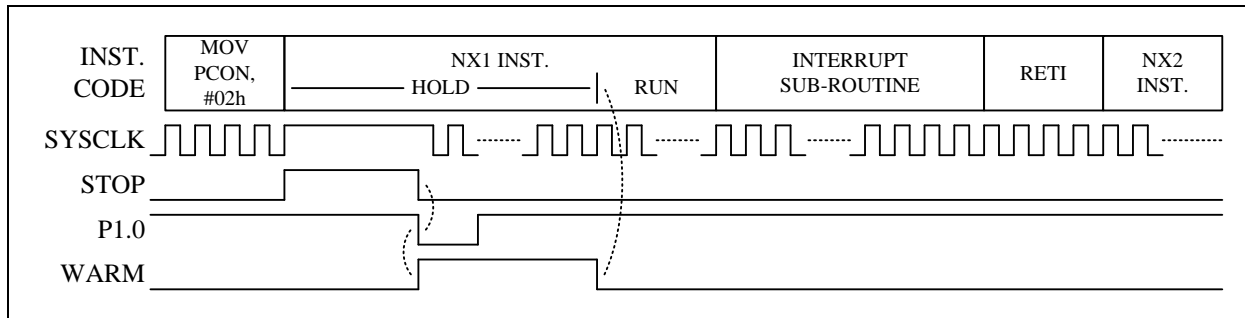 INST.
CODE
MOV
PCON,
#02h
NX1 INST.
HOLD
RUN
INTERRUPT
SUB-ROUTINE
RETI
NX2
INST.
SYSCLK
STOP
P1.0
WARM